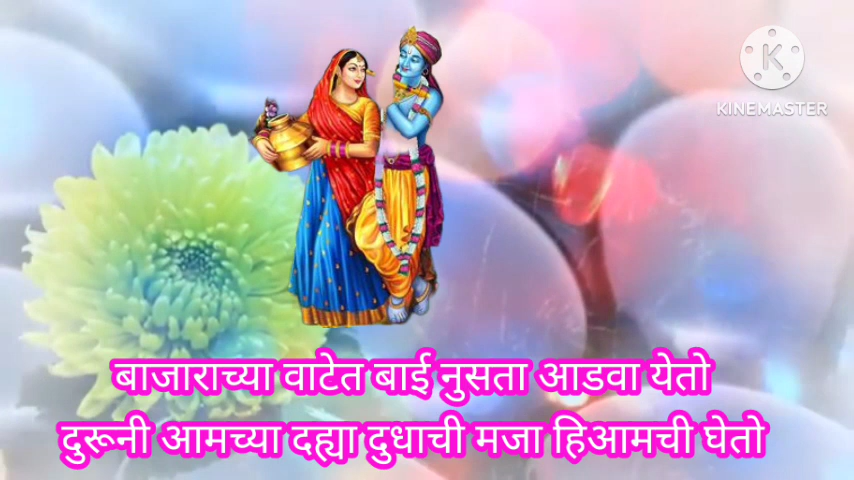 KINEMASTER
बाजाराच्या वाटेत बाई नुसता आडवा येतो
दुरूनी आमच्या दह्या दुधाची मजा हिआमची घेतो